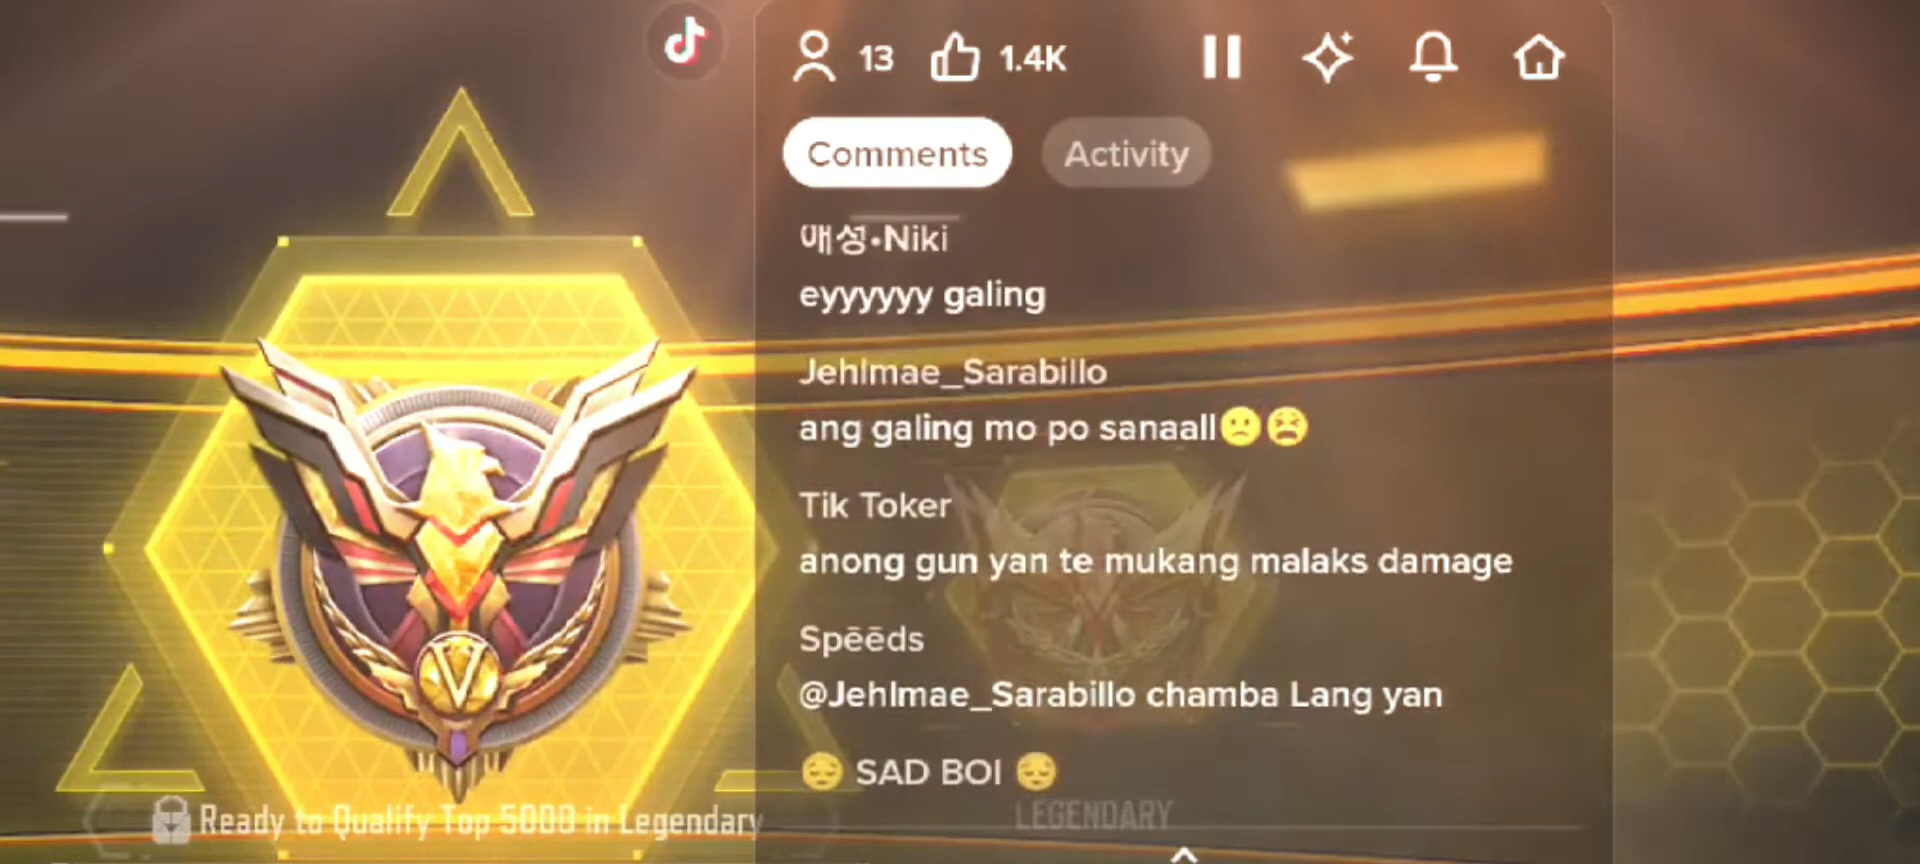 13 1.4K
Comments Activity
애성•Niki
eyyyyyy galing
Jehlmae_Sarabillo
ang galing mo po sanaall🙁😫
Tik Toker
anong gun yan te mukang malaks damage
Spēēds
@Jehlmae_Sarabillo chamba Lang yan
😔 SAD BOI 😔
V
Ready to Qualify Top 5000 in Legendary
LEGENDARY